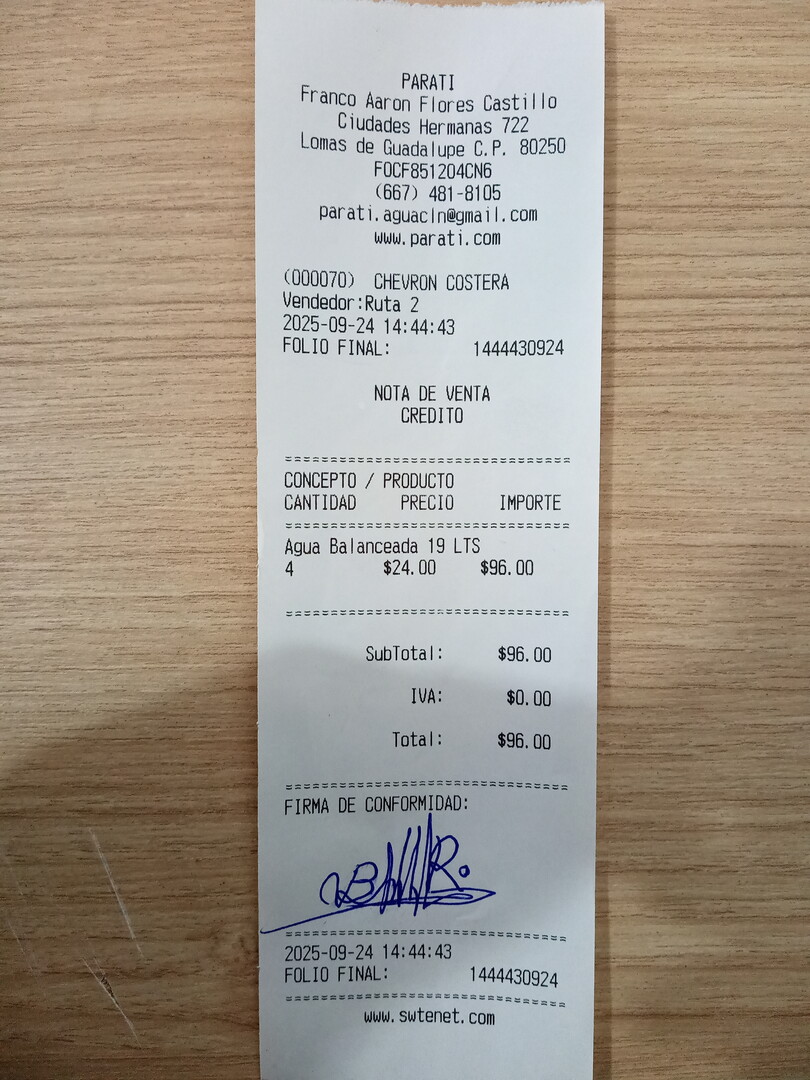 PARATI
Franco Aaron Flores Castillo
Ciudades Hermanas 722
Lomas de Guadalupe C.P. 80250
FOCF851204CN6
(667) 481-8105
parati.aguacln@gmail.com
www.parati.com
(000070) CHEVRON COSTERA
Vendedor:Ruta 2
2025-09-24 14:44:43
FOLIO FINAL: 1444430924
NOTA DE VENTA
CREDITO
================================
CONCEPTO / PRODUCTO
CANTIDAD PRECIO IMPORTE
================================
Agua Balanceada 19 LTS
4 $24.00 $96.00
================================
SubTotal: $96.00
IVA: $0.00
Total: $96.00
================================
FIRMA DE CONFORMIDAD:
================================
2025-09-24 14:44:43
FOLIO FINAL: 1444430924
================================
www.swtenet.com